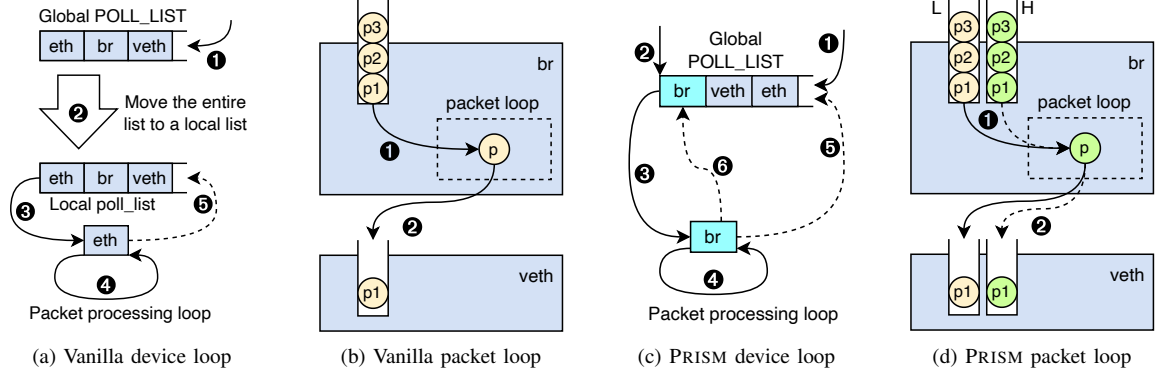 Global POLL_LIST
eth br veth
❶
❷
Move the entire
list to a local list
eth br veth
Local poll_list
❸
❺
eth
❹
Packet processing loop
(a) Vanilla device loop
p3
p2
p1
br
packet loop
❶
p
❷
veth
p1
(b) Vanilla packet loop
❷
Global
POLL_LIST
❶
br veth eth
❸
❻
❺
br
❹
Packet processing loop
(c) PRISM device loop
L H
p3 p3
p2 p2
p1 p1
br
packet loop
❶
p
❷
veth
p1 p1
(d) PRISM packet loop